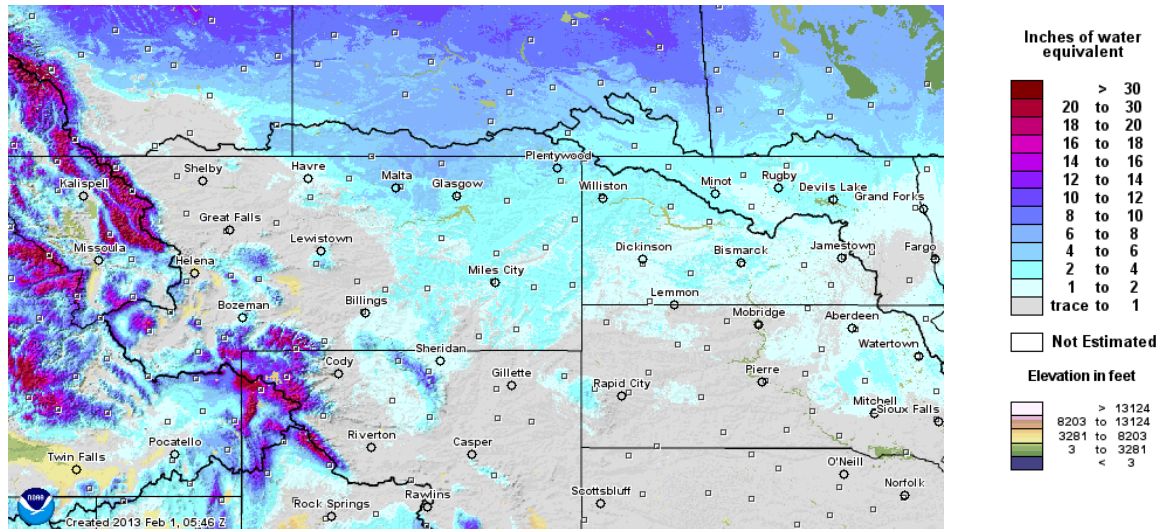 Plentywood
Shelby
Havre
Malta
Glasgow
Williston
Minot
Rugby
Devils Lake
Grand Forks
Kalispell
Great Falls
Lewistown
Missoula
Helena
Miles City
Dickinson
Bismarck
Jamestown
Fargo
Bozeman
Billings
Lemmon
Mobridge
Aberdeen
Watertown
Cody
Sheridan
Gillette
Rapid City
Pierre
Mitchell
Sioux Falls
Pocatello
Riverton
Casper
Twin Falls
O'Neill
Norfolk
Rock Springs
Rawlins
Scottsbluff
NOAA
Created 2013 Feb 1, 05:46 Z
Inches of water
equivalent
> 30
20 to 30
18 to 20
16 to 18
14 to 16
12 to 14
10 to 12
8 to 10
6 to 8
4 to 6
2 to 4
1 to 2
trace to 1
Not Estimated
Elevation in feet
> 13124
8203 to 13124
3281 to 8203
3 to 3281
< 3